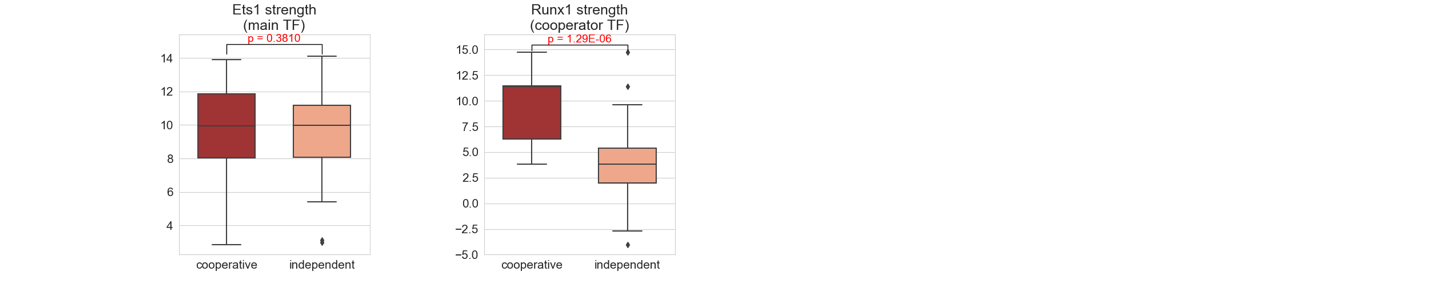 Ets1 strength
(main TF)
p = 0.3810
14
12
10
8
6
4
cooperative
independent
Runx1 strength
(cooperator TF)
p = 1.29E-06
15.0
12.5
10.0
7.5
5.0
2.5
0.0
−2.5
−5.0
cooperative
independent